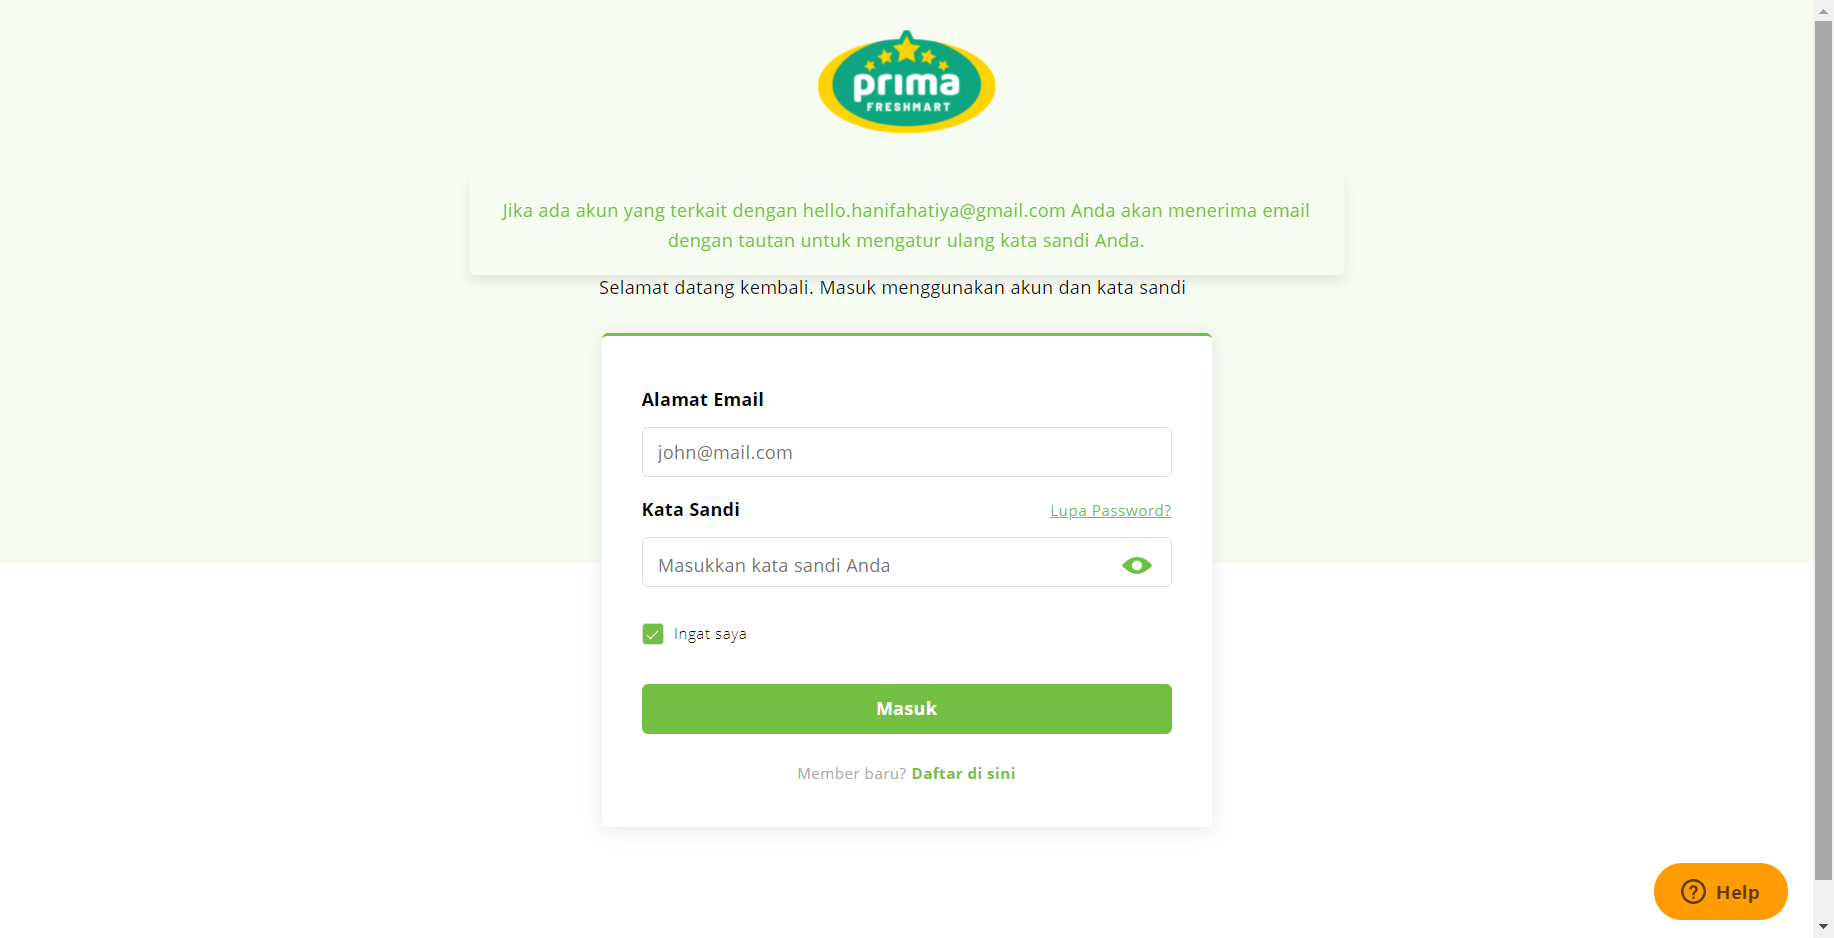 prima
FRESHMART
Jika ada akun yang terkait dengan hello.hanifahatiya@gmail.com Anda akan menerima email
dengan tautan untuk mengatur ulang kata sandi Anda.
Selamat datang kembali. Masuk menggunakan akun dan kata sandi
Alamat Email
john@mail.com
Kata Sandi
Lupa Password?
Masukkan kata sandi Anda
Ingat saya
Masuk
Member baru? Daftar di sini
Help